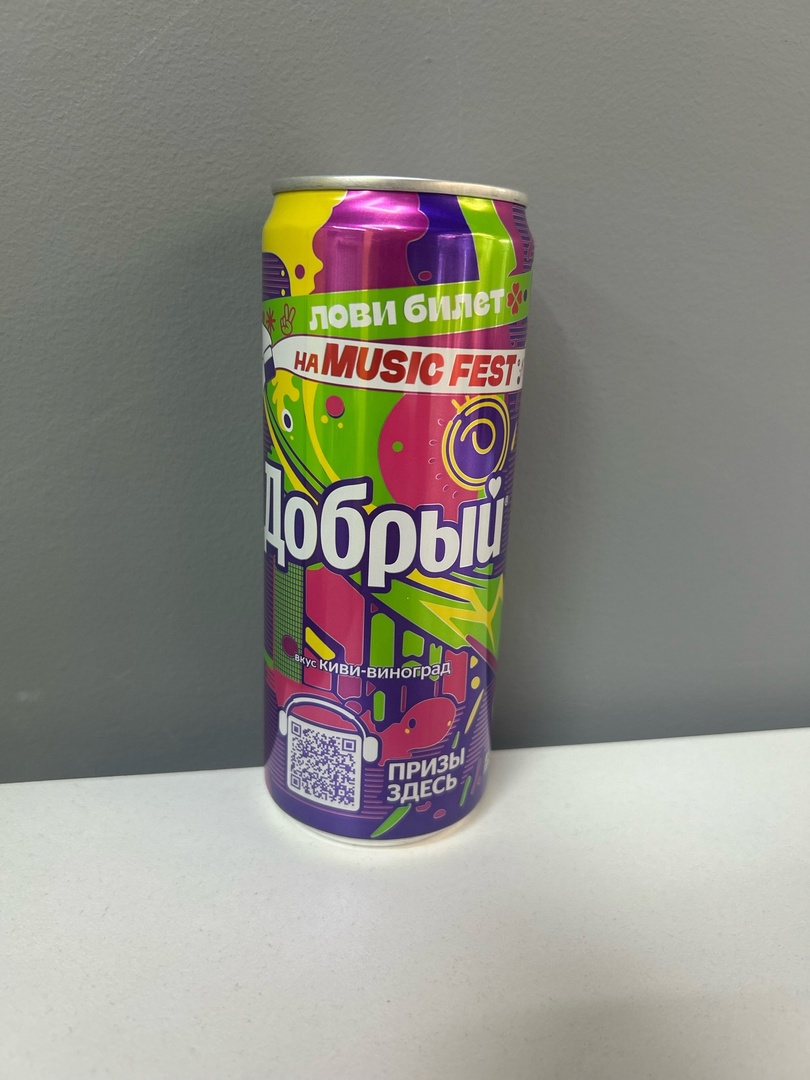 лови билет
НА MUSIC FEST
Добрый
вкус КИВИ-ВИНОГРАД
ПРИЗЫ
ЗДЕСЬ